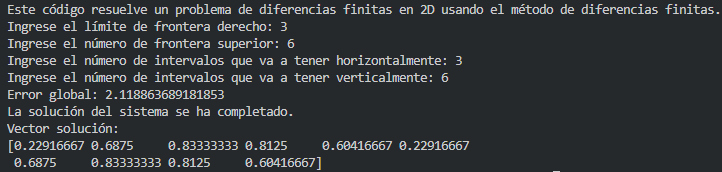 Este código resuelve un problema de diferencias finitas en 2D usando el método de diferencias finitas.
Ingrese el límite de frontera derecho: 3
Ingrese el número de frontera superior: 6
Ingrese el número de intervalos que va a tener horizontalmente: 3
Ingrese el número de intervalos que va a tener verticalmente: 6
Error global: 2.118863689181853
La solución del sistema se ha completado.
Vector solución:
[0.22916667 0.6875     0.83333333 0.8125     0.60416667 0.22916667
 0.6875     0.83333333 0.8125     0.60416667]